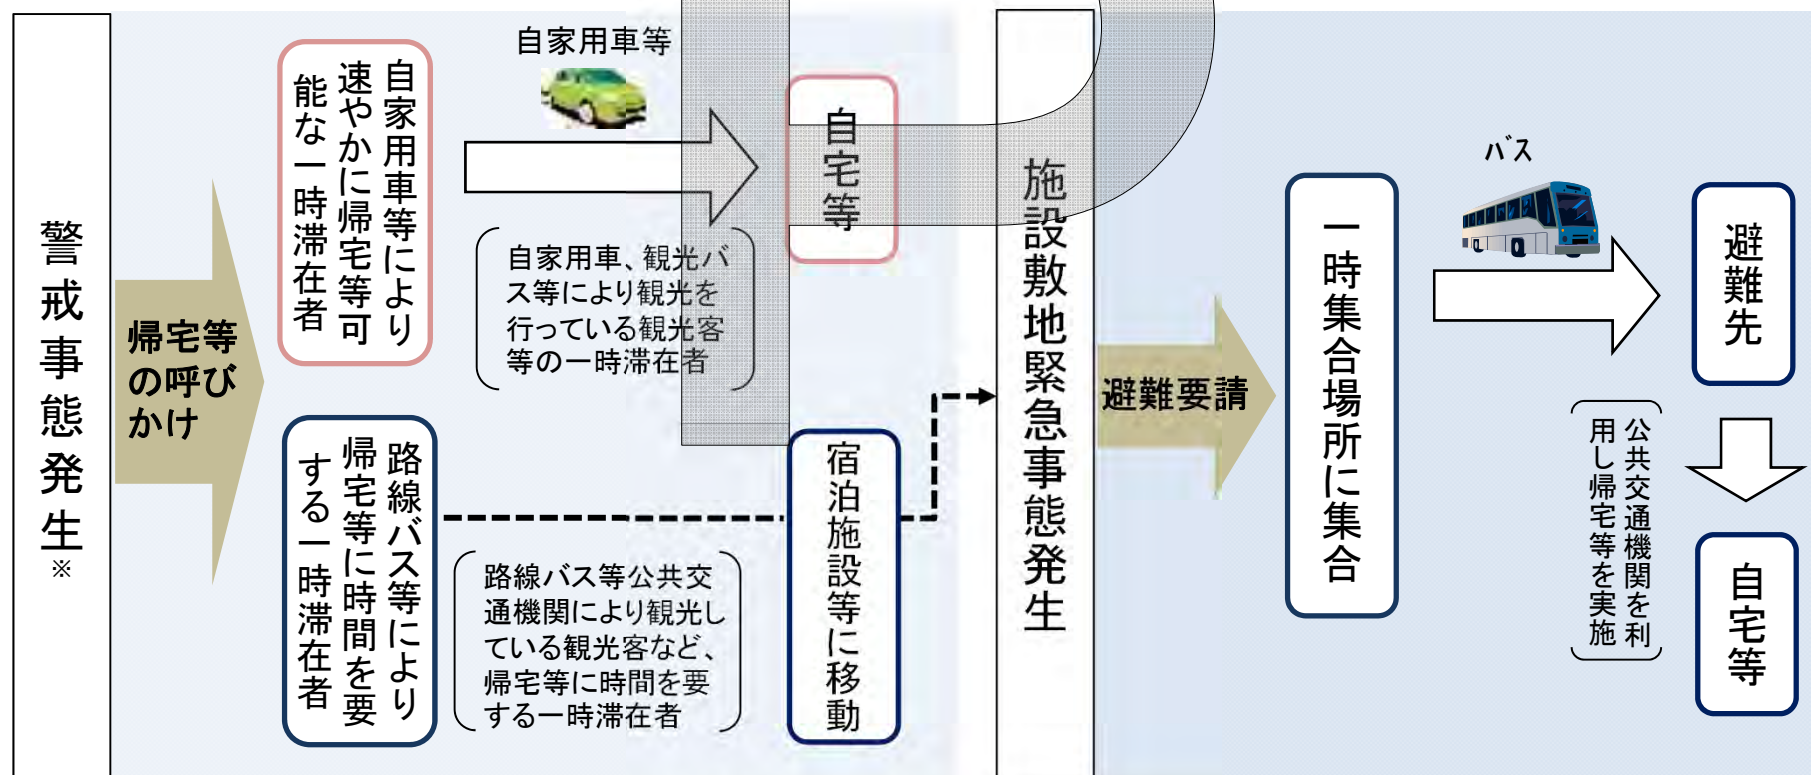 警戒事態発生
※
帰宅等
の呼び
かけ
自家用車等により
速やかに帰宅等可
能な一時滞在者
自家用車等
自家用車、観光バ
ス等により観光を
行っている観光客
等の一時滞在者
自宅等
路線バス等により
帰宅等に時間を要
する一時滞在者
路線バス等公共交
通機関により観光し
ている観光客など、
帰宅等に時間を要
する一時滞在者
宿泊施設等に移動
施設敷地緊急事態発生
避難要請
一時集合場所に集合
バス
避難先
公共交通機関を利
用し帰宅等を実施
自宅等